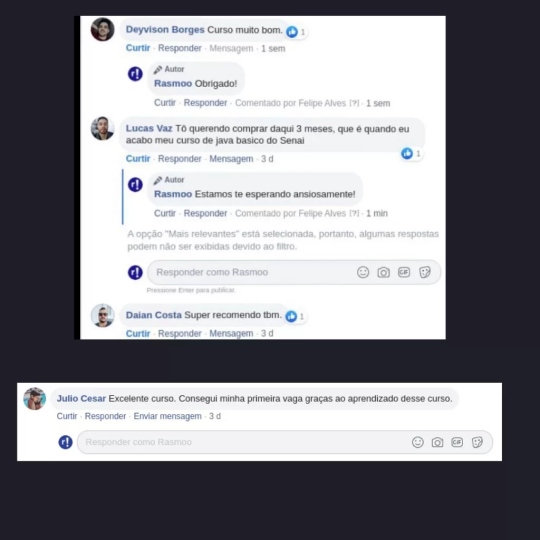 Deyvison Borges Curso muito bom. 1
Curtir · Responder · Mensagem · 1 sem
Autor
r! Rasmoo Obrigado!
Curtir · Responder · Comentado por Felipe Alves [?] · 1 sem
Lucas Vaz Tô querendo comprar daqui 3 meses, que é quando eu
acabo meu curso de java basico do Senai
1
Curtir · Responder · Mensagem · 3 d
Autor
r! Rasmoo Estamos te esperando ansiosamente!
Curtir · Responder · Comentado por Felipe Alves [?] · 1 min
A opção "Mais relevantes" está selecionada, portanto, algumas respostas
podem não ser exibidas devido ao filtro.
r! Responder como Rasmoo GIF
Pressione Enter para publicar.
Daian Costa Super recomendo tbm. 1
Curtir · Responder · Mensagem · 3 d
Julio Cesar Excelente curso. Consegui minha primeira vaga graças ao aprendizado desse curso.
Curtir · Responder · Enviar mensagem · 3 d
r! Responder como Rasmoo GIF